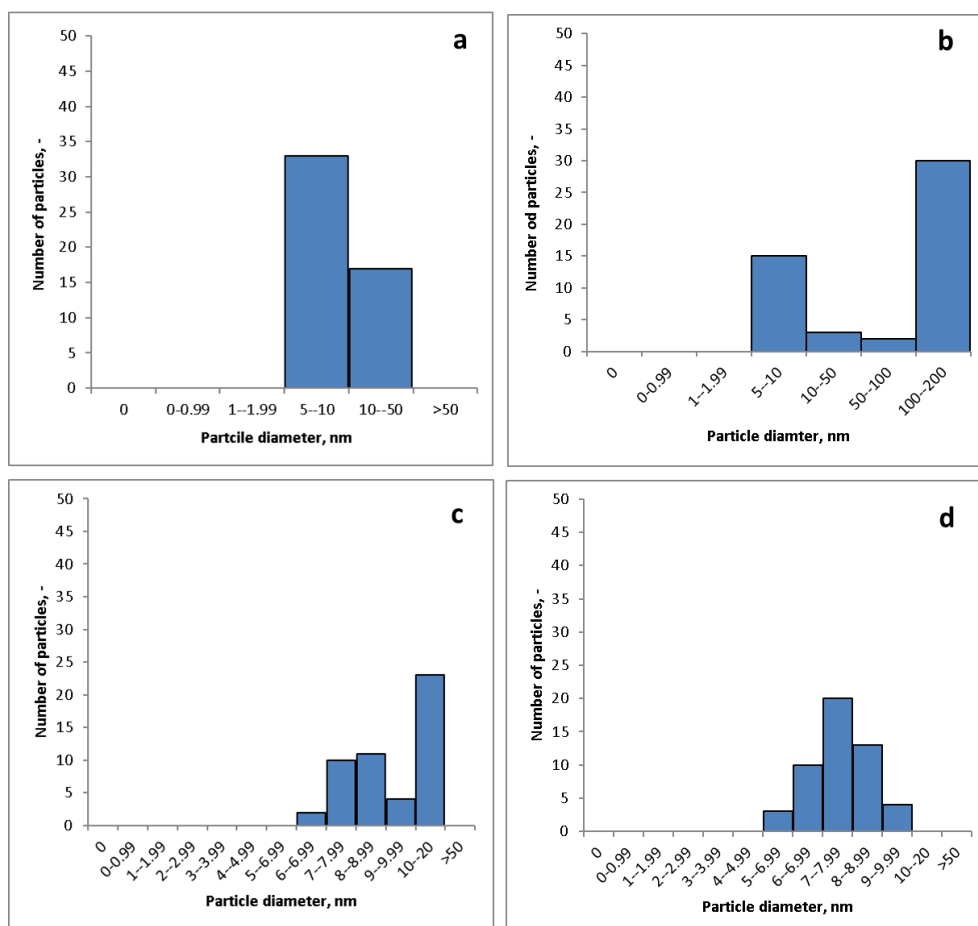 a
50
45
40
35
30
25
20
15
10
5
0
Number of particles, -
0 0-0.99 1--1.99 5--10 10--50 >50
Partcile diameter, nm
b
50
45
40
35
30
25
20
15
10
5
0
Number od particles, -
0 0-0.99 1--1.99 5--10 10--50 50--100 100--200
Particle diamter, nm
c
50
45
40
35
30
25
20
15
10
5
0
Number of particles, -
0 0-0.99 1--1.99 2--2.99 3--3.99 4--4.99 5--6.99 6--6.99 7--7.99 8--8.99 9--9.99 10--20 >50
Particle diameter, nm
d
50
45
40
35
30
25
20
15
10
5
0
Number of particles, -
0 0-0.99 1--1.99 2--2.99 3--3.99 4--4.99 5--6.99 6--6.99 7--7.99 8--8.99 9--9.99 10--20 >50
Particle diameter, nm